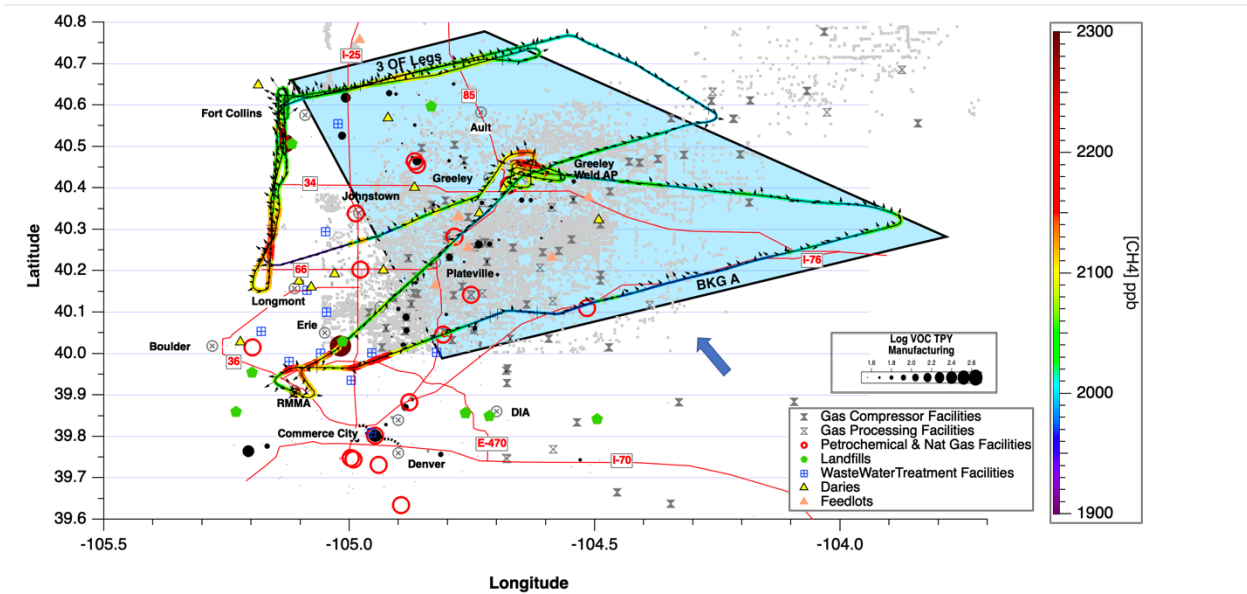 40.8
40.7
40.6
40.5
40.4
40.3
40.2
40.1
40.0
39.9
39.8
39.7
39.6
Latitude
-105.5
-105.0
-104.5
-104.0
Longitude
I-25
3 OF Legs
85
Fort Collins
Ault
Greeley
Greeley
Weld AP
34
Johnstown
66
Plateville
I-76
BKG A
Longmont
Erie
Boulder
36
RMMA
DIA
Commerce City
E-470
Denver
I-70
Log VOC TPY
Manufacturing
1.6 1.8 2.0 2.2 2.4 2.6
Gas Compressor Facilities
Gas Processing Facilities
Petrochemical & Nat Gas Facilities
Landfills
WasteWaterTreatment Facilities
Daries
Feedlots
2300
2200
2100
2000
1900
[CH4] ppb